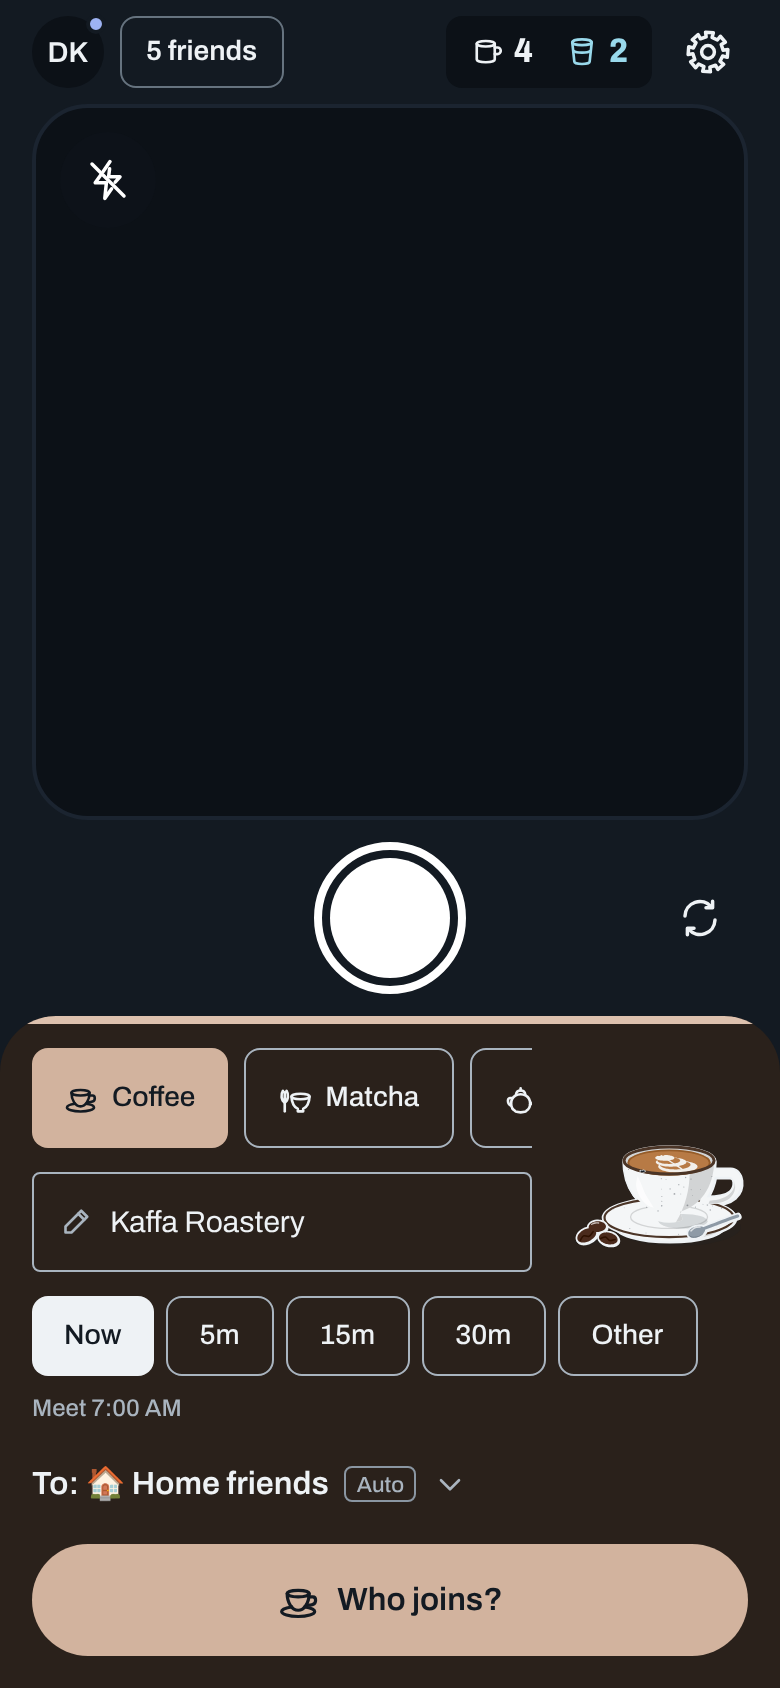 DK
5 friends
4
2
Coffee
Matcha
Kaffa Roastery
Now
5m
15m
30m
Other
Meet 7:00 AM
To: 🏠 Home friends
Auto
Who joins?